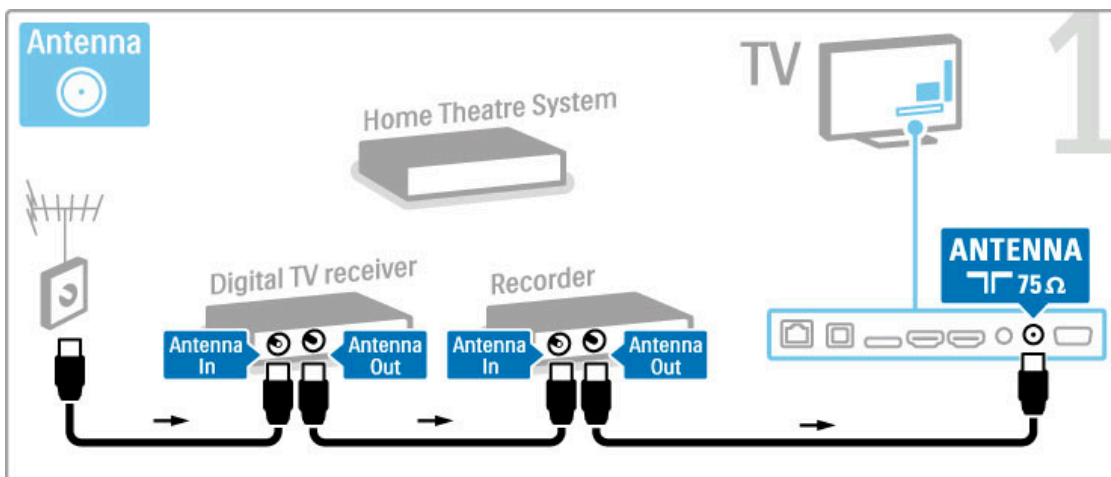 Antenna
TV
1
Home Theatre System
Digital TV receiver
Recorder
ANTENNA
75 Ω
Antenna
In
Antenna
Out
Antenna
In
Antenna
Out